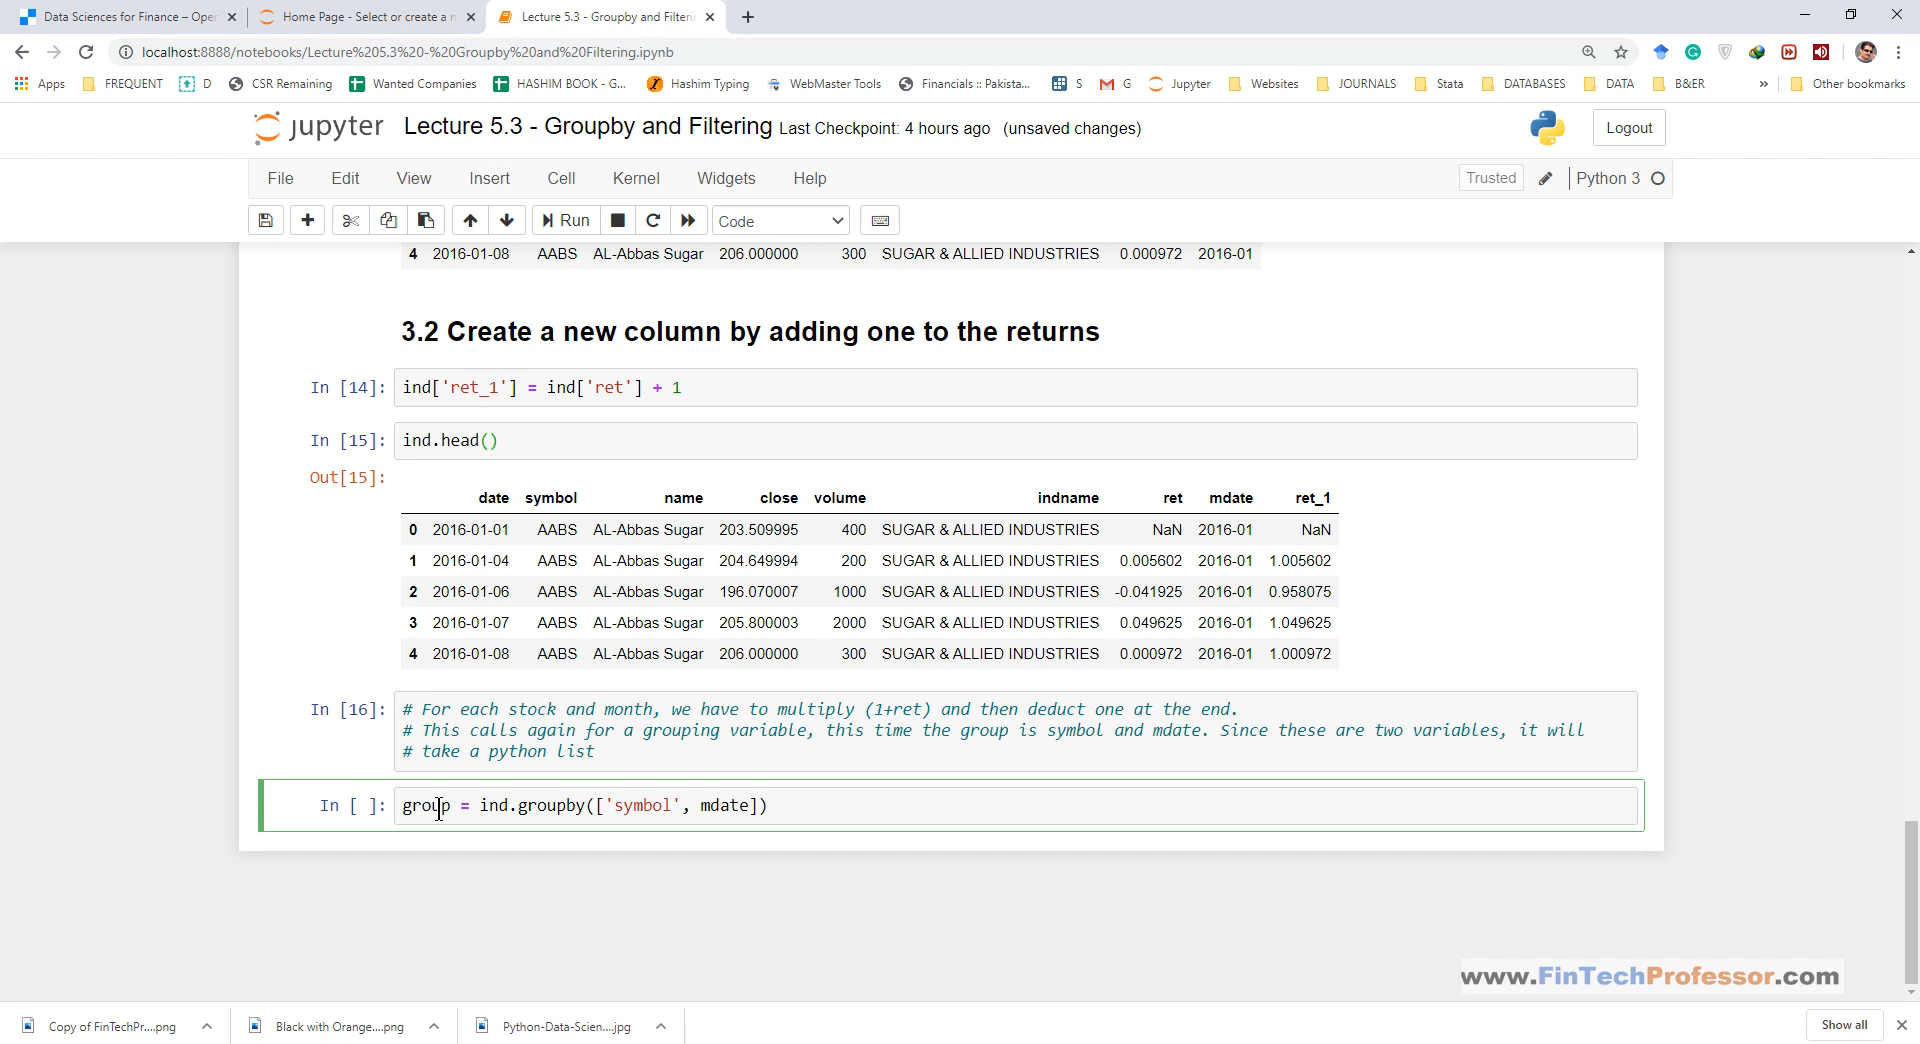 Data Sciences for Finance – Oper
Home Page - Select or create a n
Lecture 5.3 - Groupby and Filterin
localhost:8888/notebooks/Lecture%205.3%20-%20Groupby%20and%20Filtering.ipynb
Apps FREQUENT D CSR Remaining Wanted Companies HASHIM BOOK - G... Hashim Typing WebMaster Tools Financials :: Pakista... S G Jupyter Websites JOURNALS Stata DATABASES DATA B&ER » Other bookmarks
jupyter Lecture 5.3 - Groupby and Filtering Last Checkpoint: 4 hours ago (unsaved changes) Logout
File Edit View Insert Cell Kernel Widgets Help Trusted Python 3
Run Code
4 2016-01-08 AABS AL-Abbas Sugar 206.000000 300 SUGAR & ALLIED INDUSTRIES 0.000972 2016-01
3.2 Create a new column by adding one to the returns
In [14]: ind['ret_1'] = ind['ret'] + 1
In [15]: ind.head()
Out[15]:
date symbol name close volume indname ret mdate ret_1
0 2016-01-01 AABS AL-Abbas Sugar 203.509995 400 SUGAR & ALLIED INDUSTRIES NaN 2016-01 NaN
1 2016-01-04 AABS AL-Abbas Sugar 204.649994 200 SUGAR & ALLIED INDUSTRIES 0.005602 2016-01 1.005602
2 2016-01-06 AABS AL-Abbas Sugar 196.070007 1000 SUGAR & ALLIED INDUSTRIES -0.041925 2016-01 0.958075
3 2016-01-07 AABS AL-Abbas Sugar 205.800003 2000 SUGAR & ALLIED INDUSTRIES 0.049625 2016-01 1.049625
4 2016-01-08 AABS AL-Abbas Sugar 206.000000 300 SUGAR & ALLIED INDUSTRIES 0.000972 2016-01 1.000972
In [16]: # For each stock and month, we have to multiply (1+ret) and then deduct one at the end.
# This calls again for a grouping variable, this time the group is symbol and mdate. Since these are two variables, it will
# take a python list
In [ ]: group = ind.groupby(['symbol', mdate])
www.FinTechProfessor.com
Copy of FinTechPr....png Black with Orange....png Python-Data-Scien....jpg Show all